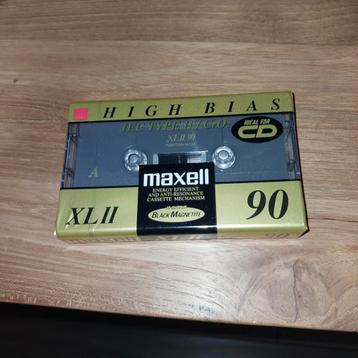 HIGH BIAS
IDEAL FOR
CD
XLII 90
A
maxell
ENERGY EFFICIENT
AND ANTI-RESONANCE
CASSETTE MECHANISM
XLII
BLACK MAGNETITE
90